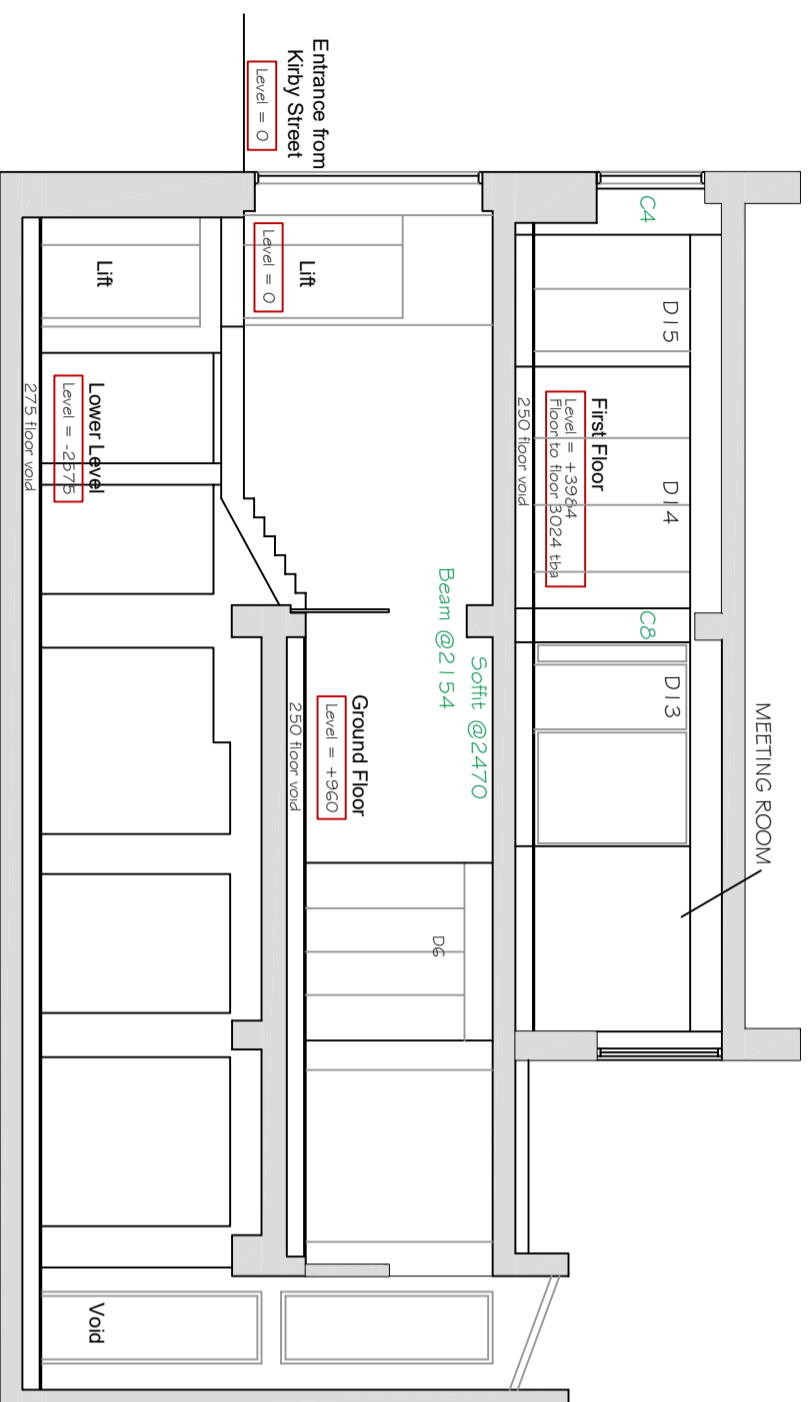 MEETING ROOM
C4
D15
D14
C8
D13
First Floor
Level = +3984
Floor to floor 3024 tba
250 floor void
Entrance from
Kirby Street
Level = 0
Lift
Level = 0
Soffit @2470
Beam @2154
Ground Floor
Level = +960
250 floor void
D6
Lift
Lower Level
Level = -2575
275 floor void
Void